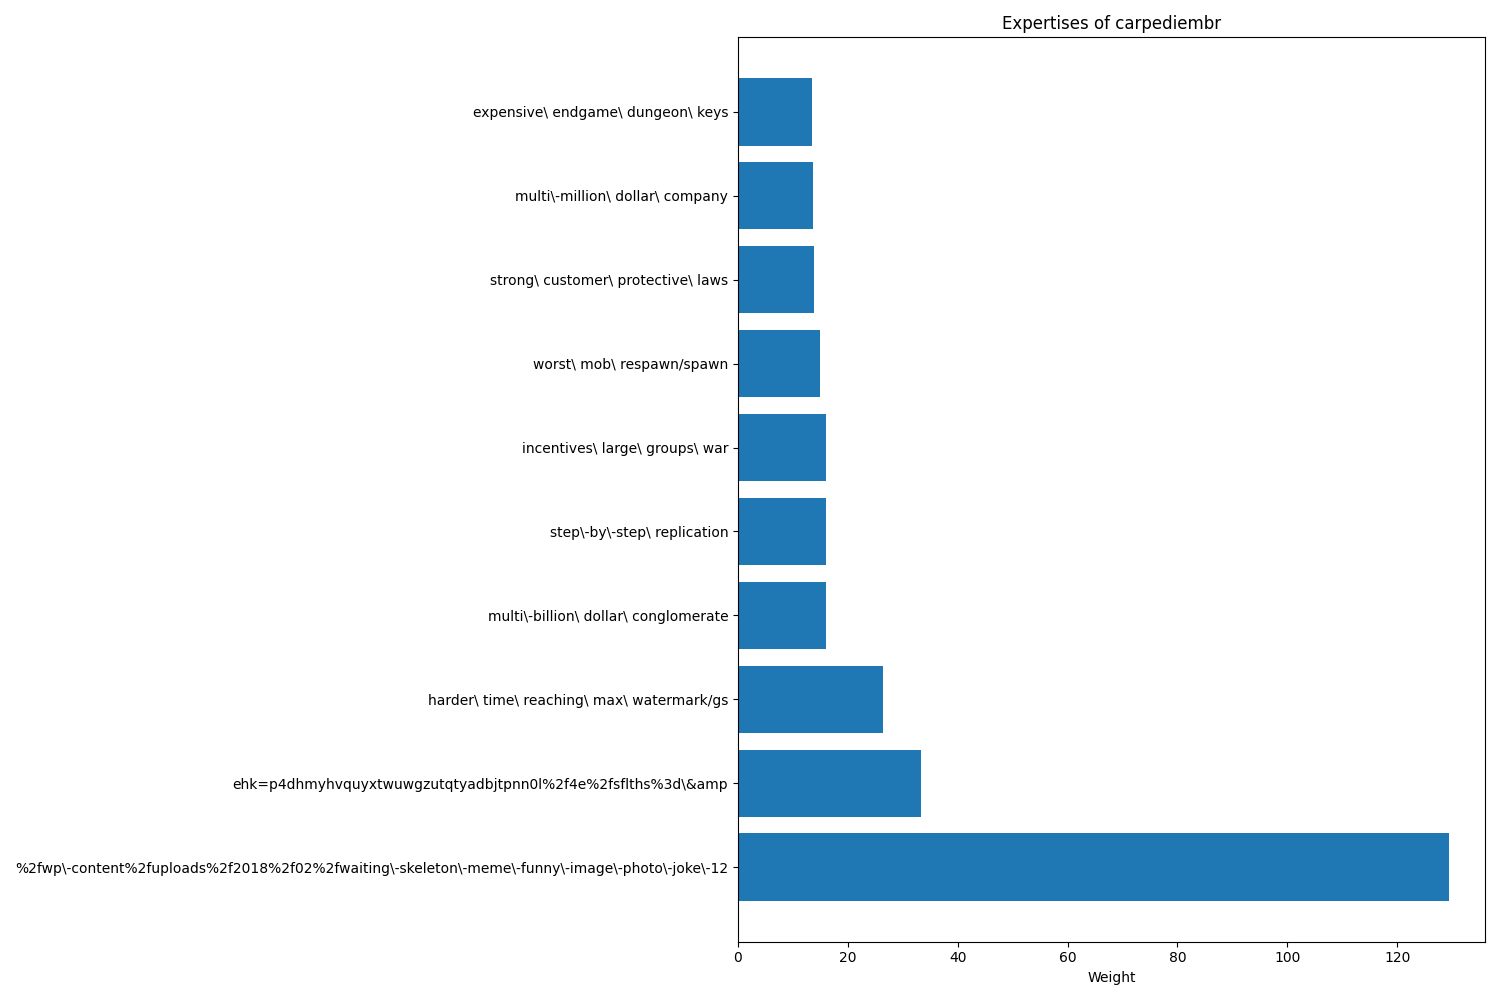 Expertises of carpediembr
expensive\ endgame\ dungeon\ keys
multi\-million\ dollar\ company
strong\ customer\ protective\ laws
worst\ mob\ respawn/spawn
incentives\ large\ groups\ war
step\-by\-step\ replication
multi\-billion\ dollar\ conglomerate
harder\ time\ reaching\ max\ watermark/gs
ehk=p4dhmyhvquyxtwuwgzutqtyadbjtpnn0l%2f4e%2fsflths%3d\&amp
%2fwp\-content%2fuploads%2f2018%2f02%2fwaiting\-skeleton\-meme\-funny\-image\-photo\-joke\-12
0 20 40 60 80 100 120
Weight